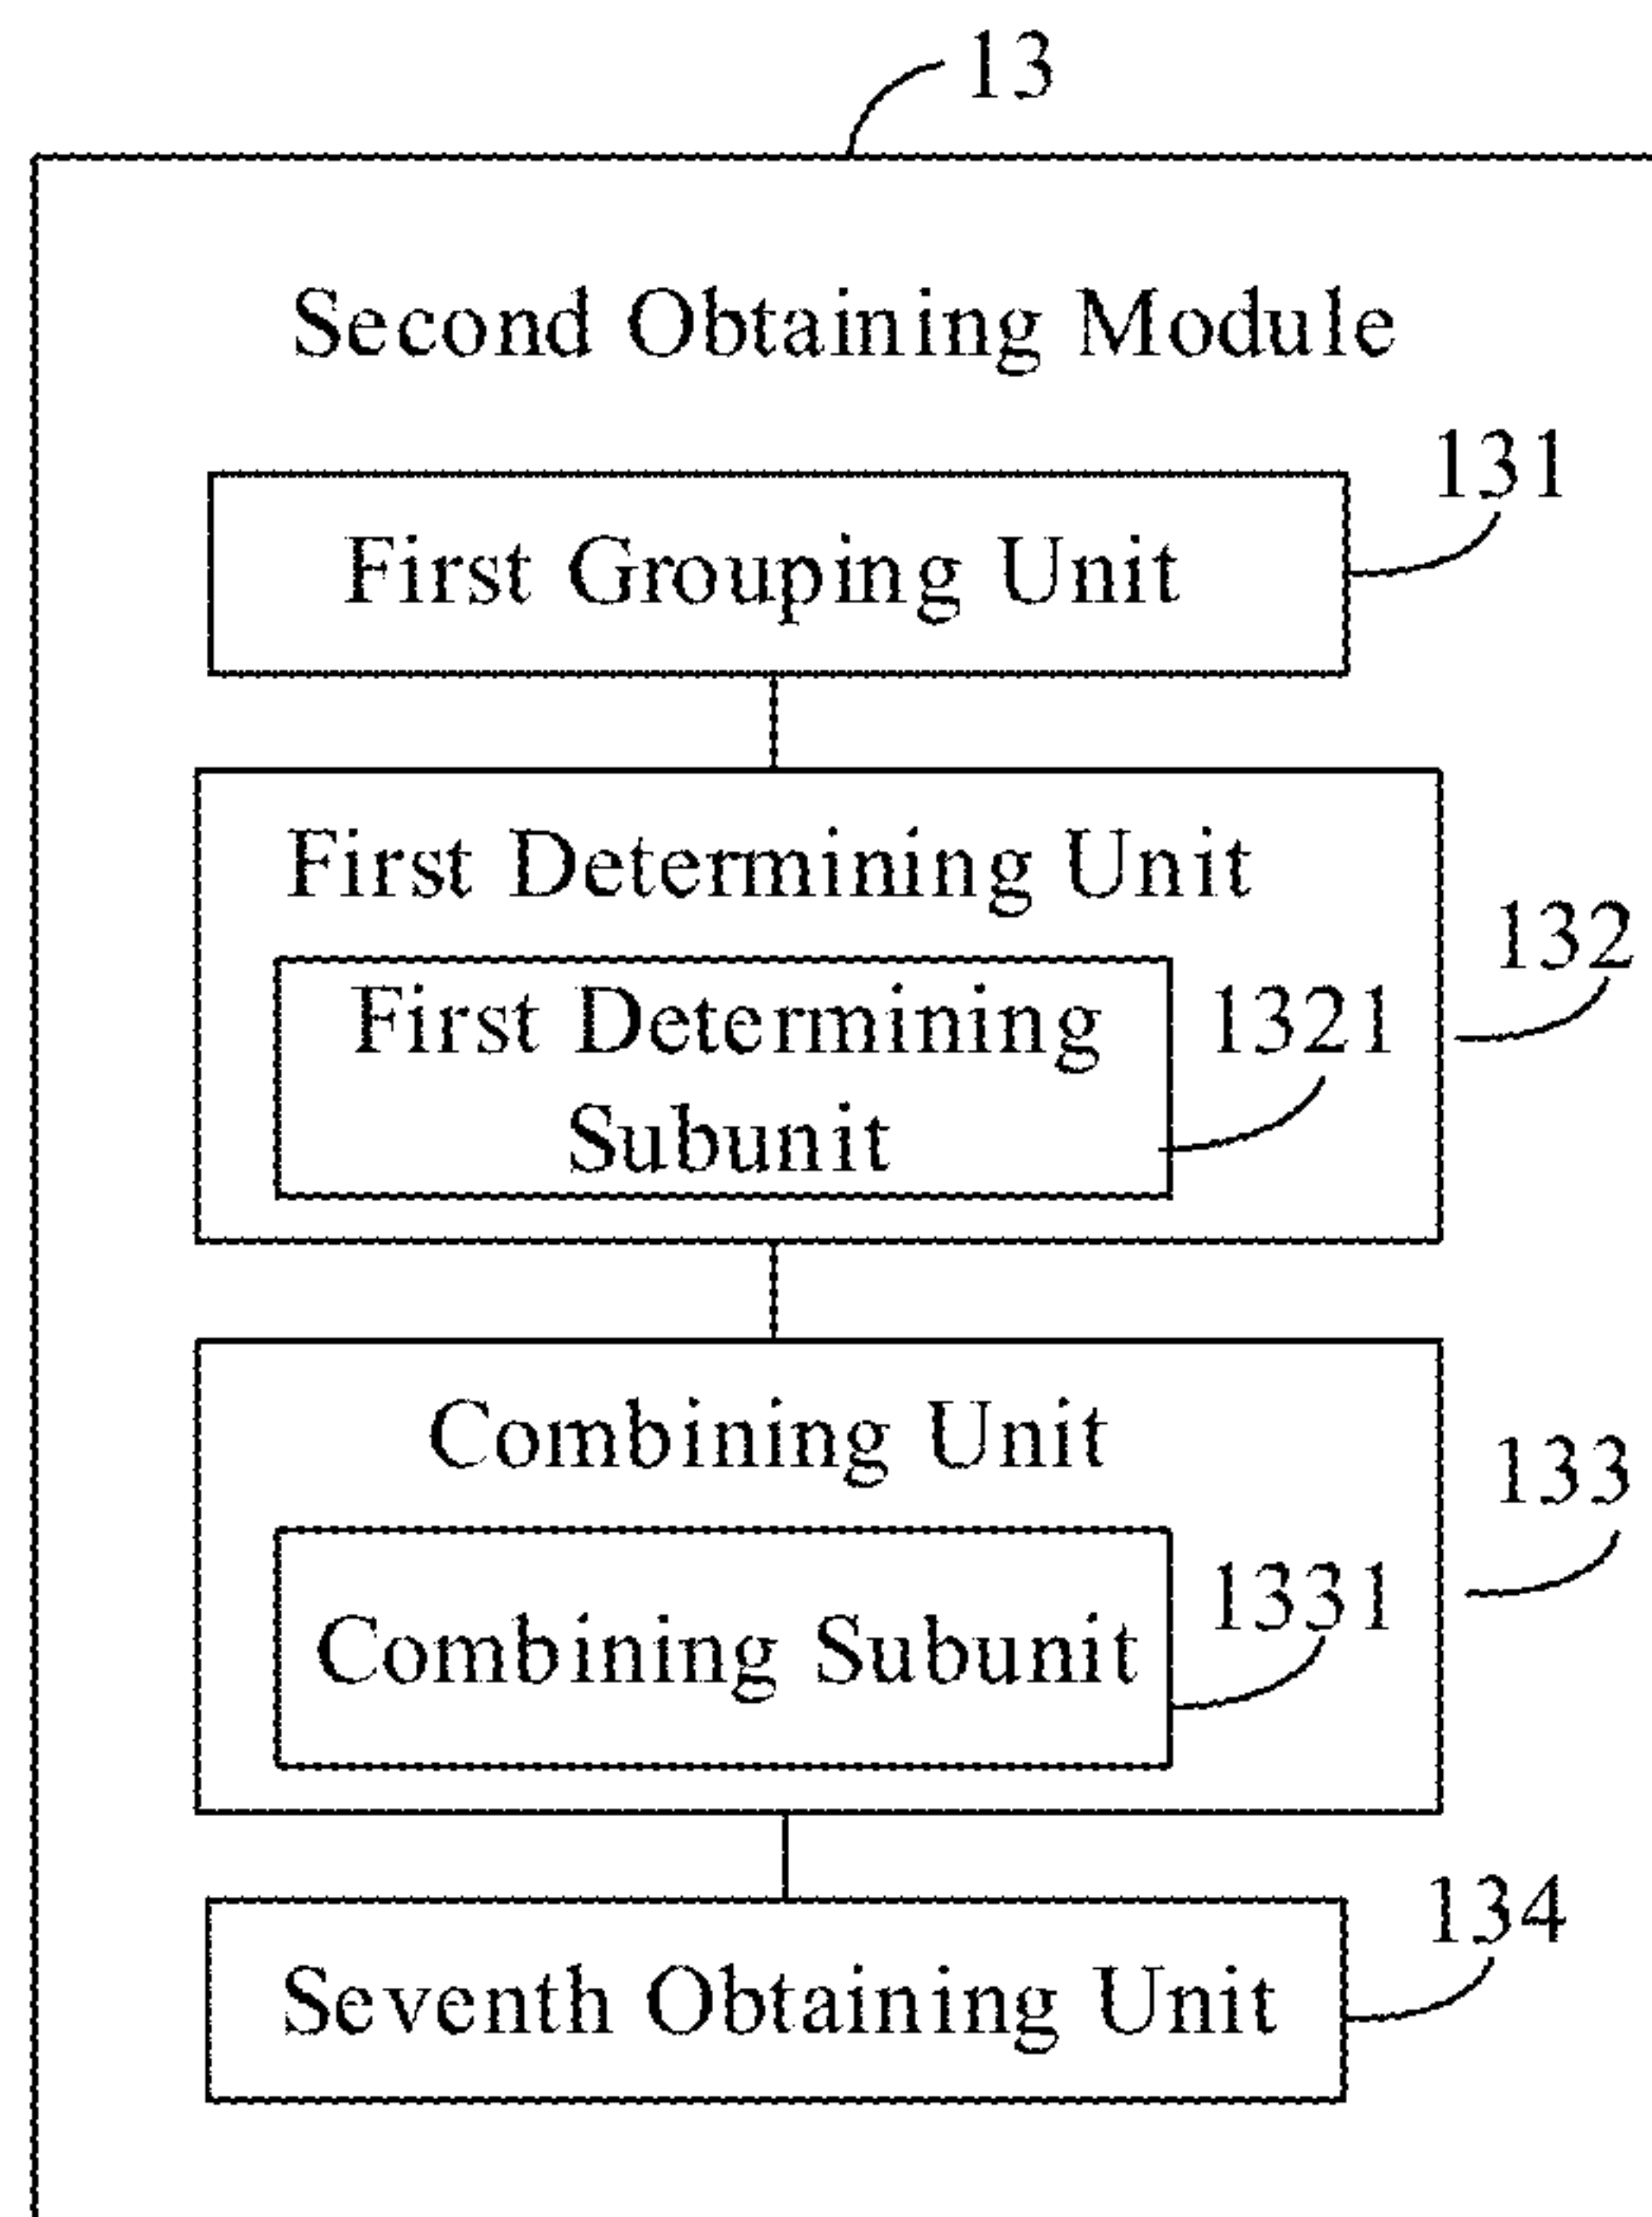 13
Second Obtaining Module
131
First Grouping Unit
First Determining Unit
132
First Determining
Subunit
1321
Combining Unit
133
Combining Subunit
1331
134
Seventh Obtaining Unit